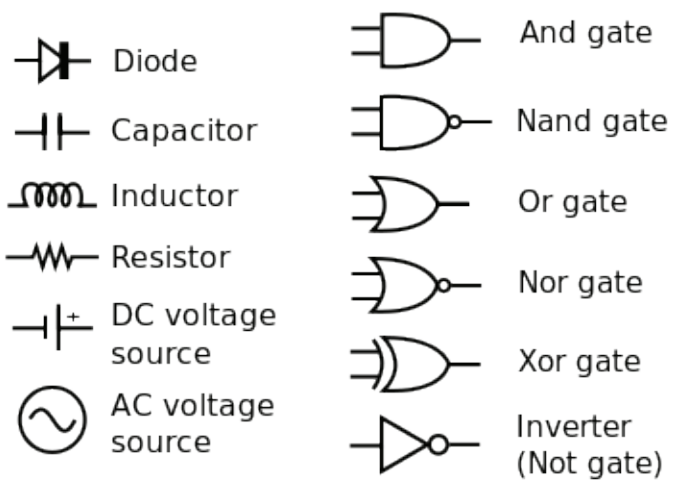 Diode
Capacitor
Inductor
Resistor
+
DC voltage
source
AC voltage
source
And gate
Nand gate
Or gate
Nor gate
Xor gate
Inverter
(Not gate)